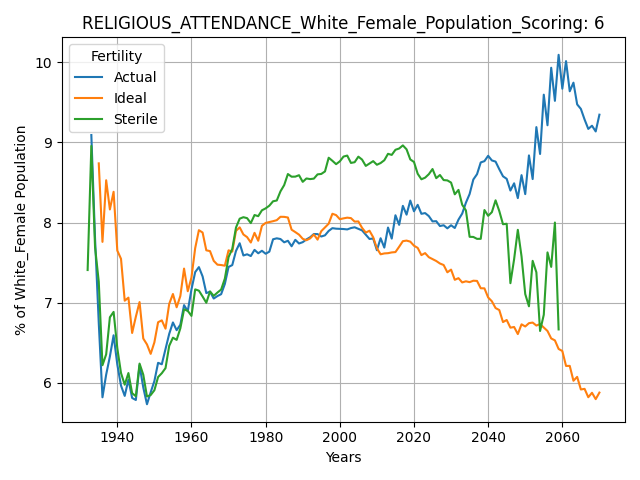 RELIGIOUS_ATTENDANCE_White_Female_Population_Scoring: 6
Fertility
Actual
Ideal
Sterile
% of White_Female Population
10
9
8
7
6
1940 1960 1980 2000 2020 2040 2060
Years